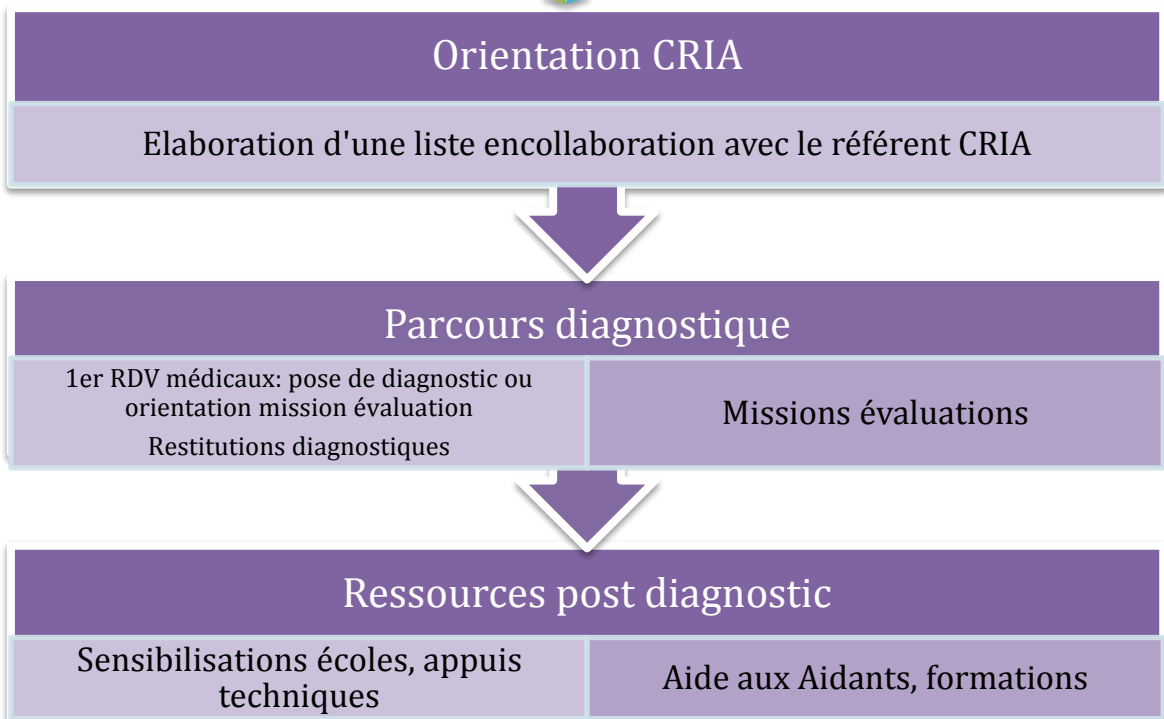 Orientation CRIA
Elaboration d'une liste encollaboration avec le référent CRIA
Parcours diagnostique
1er RDV médicaux: pose de diagnostic ou
orientation mission évaluation
Restitutions diagnostiques
Missions évaluations
Ressources post diagnostic
Sensibilisations écoles, appuis
techniques
Aide aux Aidants, formations